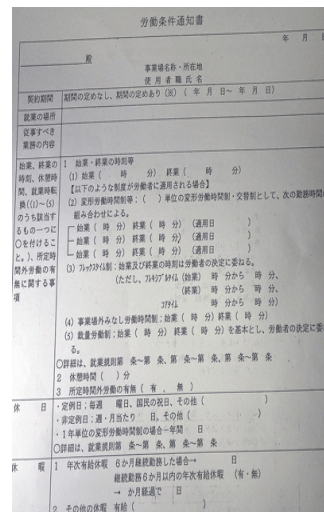 労働条件通知書
年 月 日
殿
事業場名称・所在地
使用者職氏名
契約期間 期間の定めなし、期間の定めあり(※)( 年 月 日~ 年 月 日)
就業の場所
従事すべき
業務の内容
始業、終業の
時刻、休憩時
間、就業時転
換((1)~(5)
のうち該当す
るもの一つに
○を付けるこ
と。)、所定時
間外労働の有
無に関する事
項
1 始業・終業の時刻等
(1) 始業( 時 分) 終業( 時 分)
【以下のような制度が労働者に適用される場合】
(2) 変形労働時間制等;( )単位の変形労働時間制・交替制として、次の勤務時間の
組み合わせによる。
始業( 時 分) 終業( 時 分) (適用日 )
始業( 時 分) 終業( 時 分) (適用日 )
始業( 時 分) 終業( 時 分) (適用日 )
(3) フレックスタイム制;始業及び終業の時刻は労働者の決定に委ねる。
(ただし、フレキシブルタイム(始業) 時 分から 時 分、
(終業) 時 分から 時 分、
コアタイム 時 分から 時 分)
(4) 事業場外みなし労働時間制;始業( 時 分)終業( 時 分)
(5) 裁量労働制;始業( 時 分)終業( 時 分)を基本とし、労働者の決定に委ね
る。
○詳細は、就業規則第 条~第 条、第 条~第 条、第 条~第 条
2 休憩時間( )分
3 所定時間外労働の有無( 有 , 無 )
休 日
・定例日;毎週 曜日、国民の祝日、その他( )
・非定例日;週・月当たり 日、その他( )
・1年単位の変形労働時間制の場合-年間 日
○詳細は、就業規則第 条~第 条、第 条~第 条
休 暇
1 年次有給休暇 6か月継続勤務した場合→ 日
継続勤務6か月以内の年次有給休暇 (有・無)
→ か月経過で 日
2 その他の休暇 有給( )